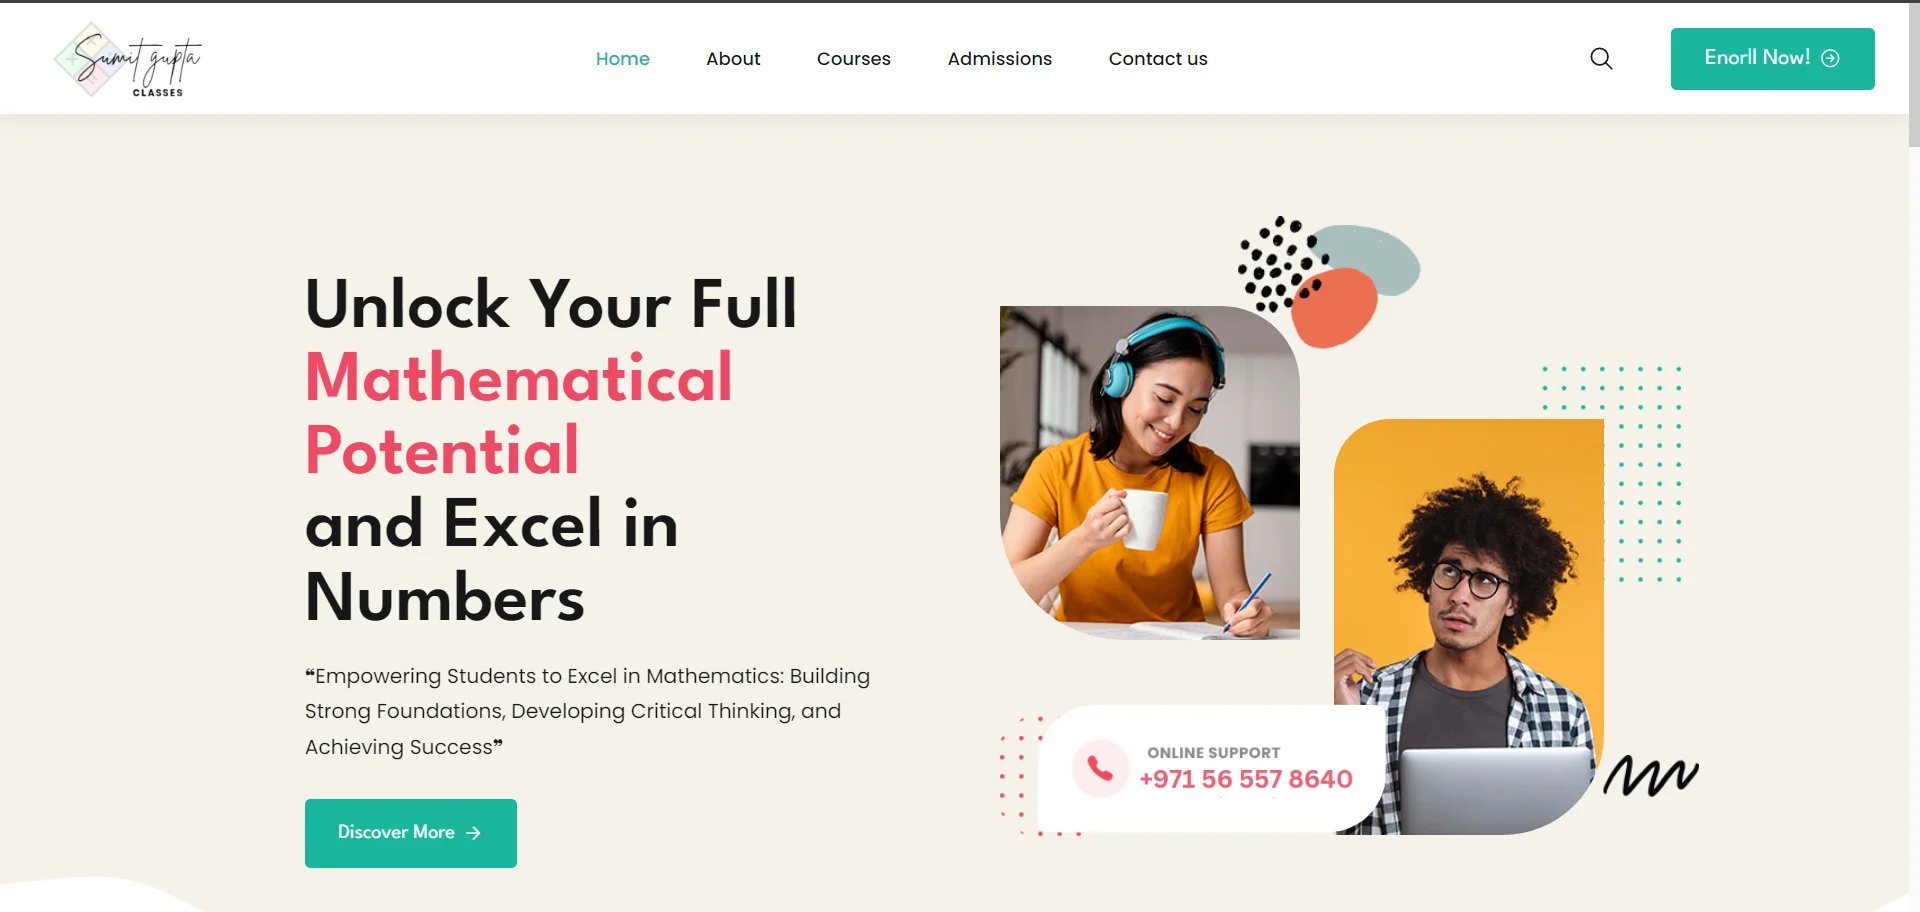 Sumit gupta
CLASSES
Home
About
Courses
Admissions
Contact us
Enorll Now!
Unlock Your Full
Mathematical
Potential
and Excel in
Numbers
❝Empowering Students to Excel in Mathematics: Building
Strong Foundations, Developing Critical Thinking, and
Achieving Success❞
Discover More
ONLINE SUPPORT
+971 56 557 8640